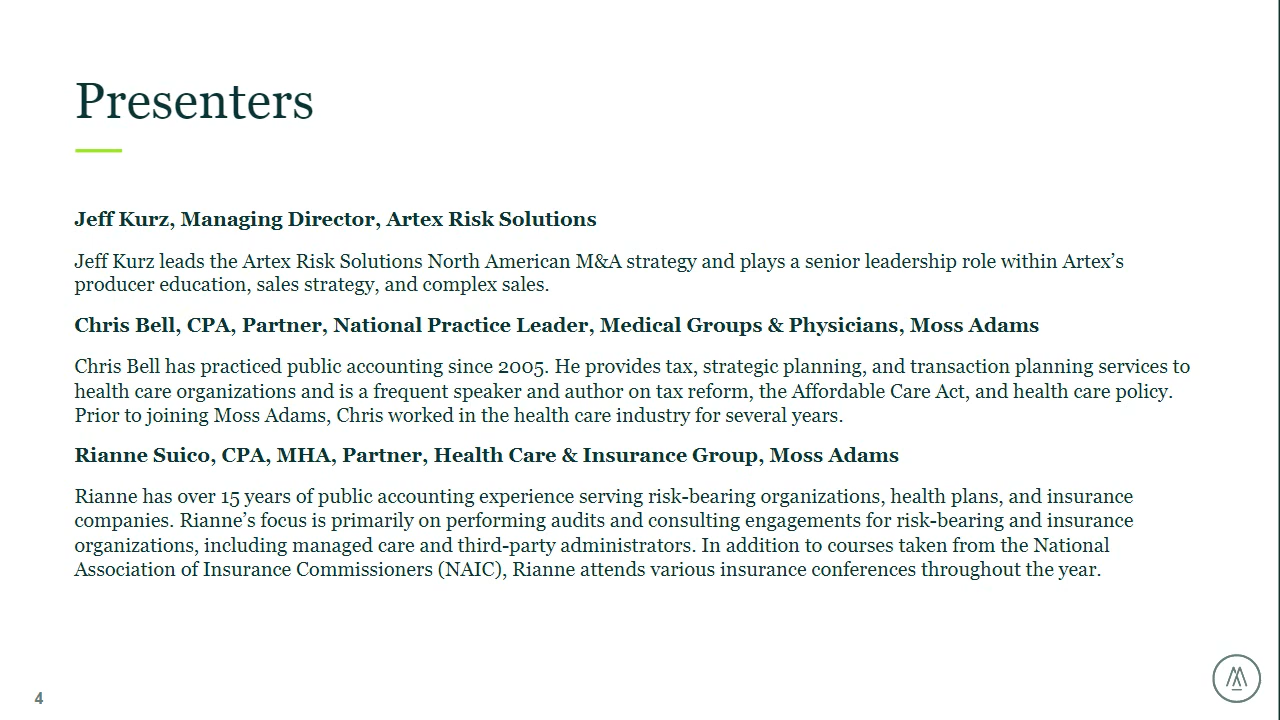 Presenters
Jeff Kurz, Managing Director, Artex Risk Solutions
Jeff Kurz leads the Artex Risk Solutions North American M&A strategy and plays a senior leadership role within Artex’s
producer education, sales strategy, and complex sales.
Chris Bell, CPA, Partner, National Practice Leader, Medical Groups & Physicians, Moss Adams
Chris Bell has practiced public accounting since 2005. He provides tax, strategic planning, and transaction planning services to
health care organizations and is a frequent speaker and author on tax reform, the Affordable Care Act, and health care policy.
Prior to joining Moss Adams, Chris worked in the health care industry for several years.
Rianne Suico, CPA, MHA, Partner, Health Care & Insurance Group, Moss Adams
Rianne has over 15 years of public accounting experience serving risk-bearing organizations, health plans, and insurance
companies. Rianne’s focus is primarily on performing audits and consulting engagements for risk-bearing and insurance
organizations, including managed care and third-party administrators. In addition to courses taken from the National
Association of Insurance Commissioners (NAIC), Rianne attends various insurance conferences throughout the year.
4